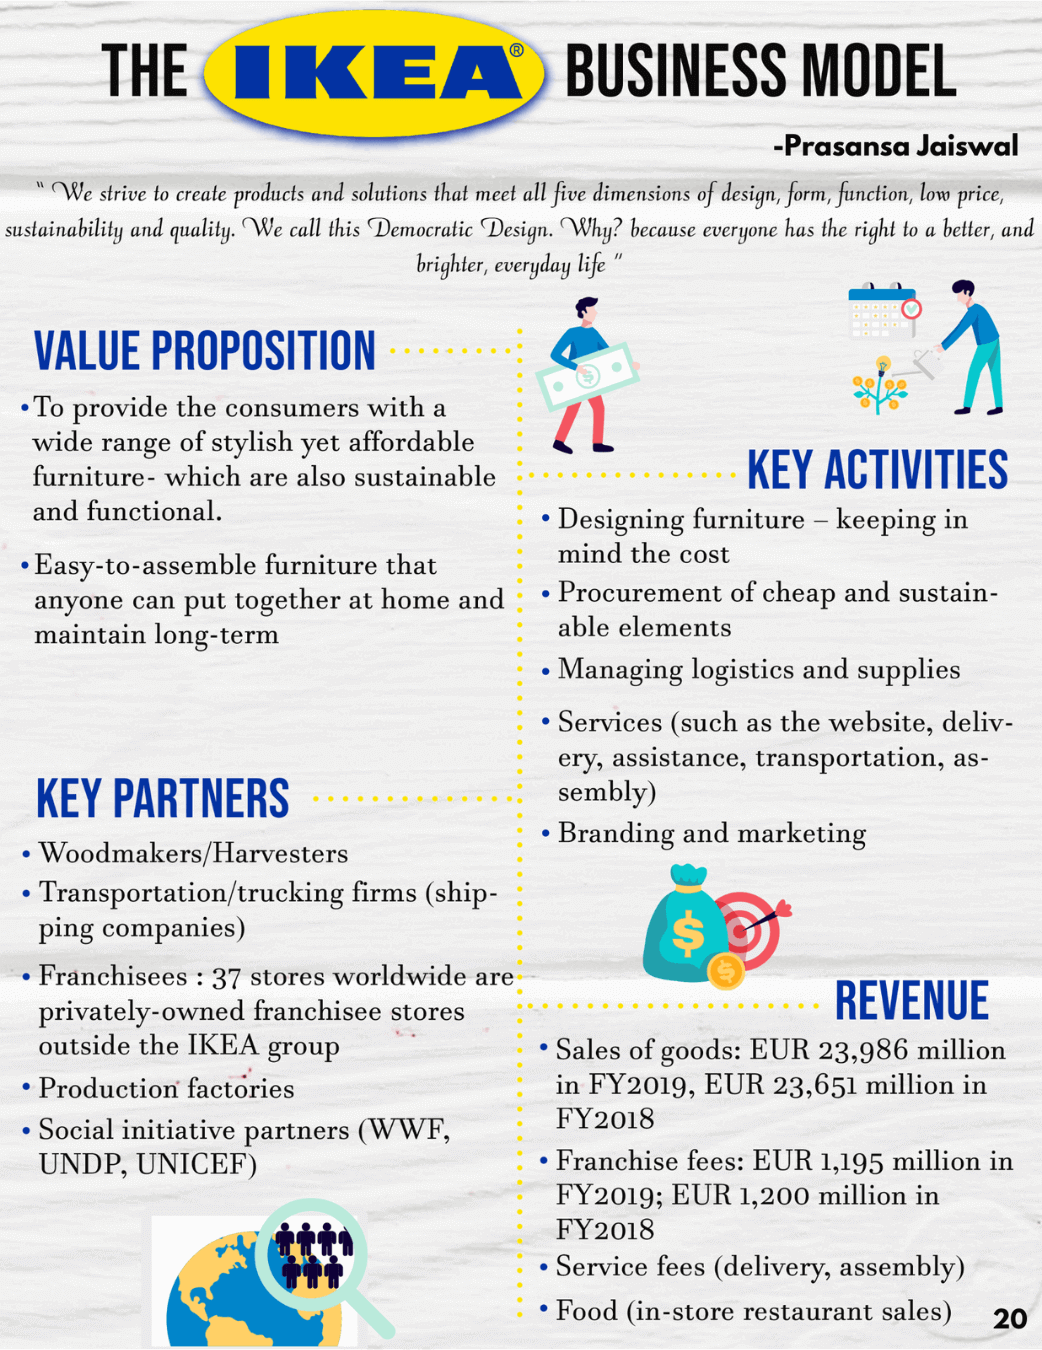 THE IKEA® BUSINESS MODEL
-Prasansa Jaiswal
" We strive to create products and solutions that meet all five dimensions of design, form, function, low price,
sustainability and quality. We call this Democratic Design. Why? because everyone has the right to a better, and
brighter, everyday life "
VALUE PROPOSITION
•To provide the consumers with a
wide range of stylish yet affordable
furniture- which are also sustainable
and functional.
•Easy-to-assemble furniture that
anyone can put together at home and
maintain long-term
KEY PARTNERS
• Woodmakers/Harvesters
• Transportation/trucking firms (ship-
ping companies)
• Franchisees : 37 stores worldwide are
privately-owned franchisee stores
outside the IKEA group
• Production factories
• Social initiative partners (WWF,
UNDP, UNICEF)
KEY ACTIVITIES
• Designing furniture – keeping in
mind the cost
• Procurement of cheap and sustain-
able elements
• Managing logistics and supplies
• Services (such as the website, deliv-
ery, assistance, transportation, as-
sembly)
• Branding and marketing
$
$
REVENUE
• Sales of goods: EUR 23,986 million
in FY2019, EUR 23,651 million in
FY2018
• Franchise fees: EUR 1,195 million in
FY2019; EUR 1,200 million in
FY2018
• Service fees (delivery, assembly)
• Food (in-store restaurant sales)
20